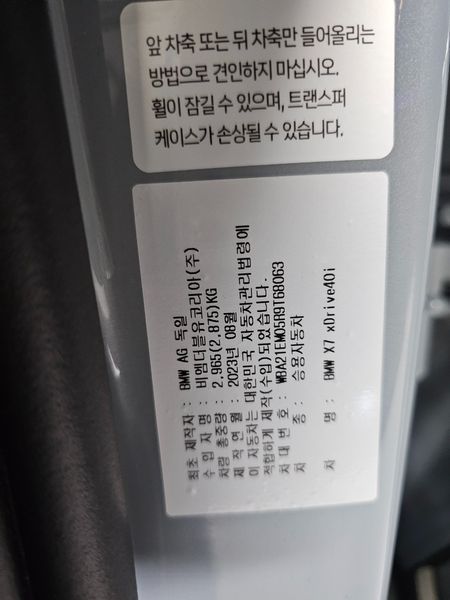 앞 차축 또는 뒤 차축만 들어올리는
방법으로 견인하지 마십시오.
휠이 잠길 수 있으며, 트랜스퍼
케이스가 손상될 수 있습니다.
최초 제작자 : BMW AG 독일
수 입 자 명 : 비엠더블유코리아(주)
차량 총중량 : 2,965(2,875)KG
제 작 연 월 : 2023년 08월
이 자동차는 대한민국 자동차관리법령에
적합하게 제작(수입)되었습니다.
차 대 번 호 : WBA21EM05R9T68063
차 종 : 승용자동차
차 명 : BMW X7 xDrive40i